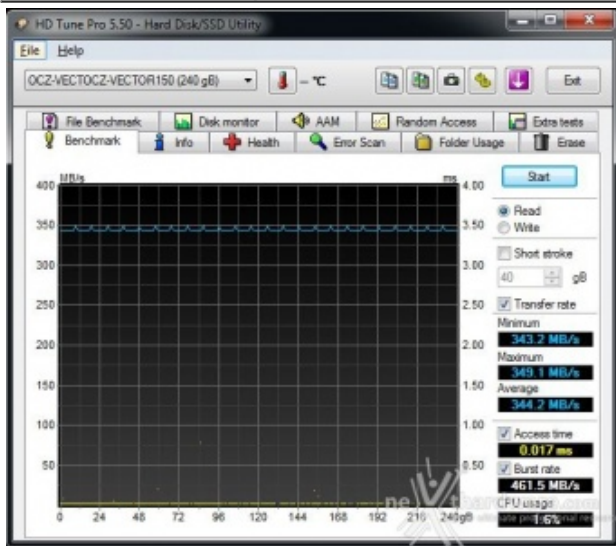 HD Tune Pro 5.50 - Hard Disk/SSD Utility
File Help
OCZ-VECTOCZ-VECTOR150 (240 gB) – °C Exit
File Benchmark Disk monitor AAM Random Access Extra tests
Benchmark Info Health Error Scan Folder Usage Erase
MB/s ms
400 4.00
350 3.50
300 3.00
250 2.50
200 2.00
150 1.50
100 1.00
50 0.50
0 24 48 72 96 120 144 168 192 216 240gB
Start
Read
Write
Short stroke
40 gB
Transfer rate
Minimum
343.2 MB/s
Maximum
349.1 MB/s
Average
344.2 MB/s
Access time
0.017 ms
Burst rate
461.5 MB/s
CPU usage
1.6%